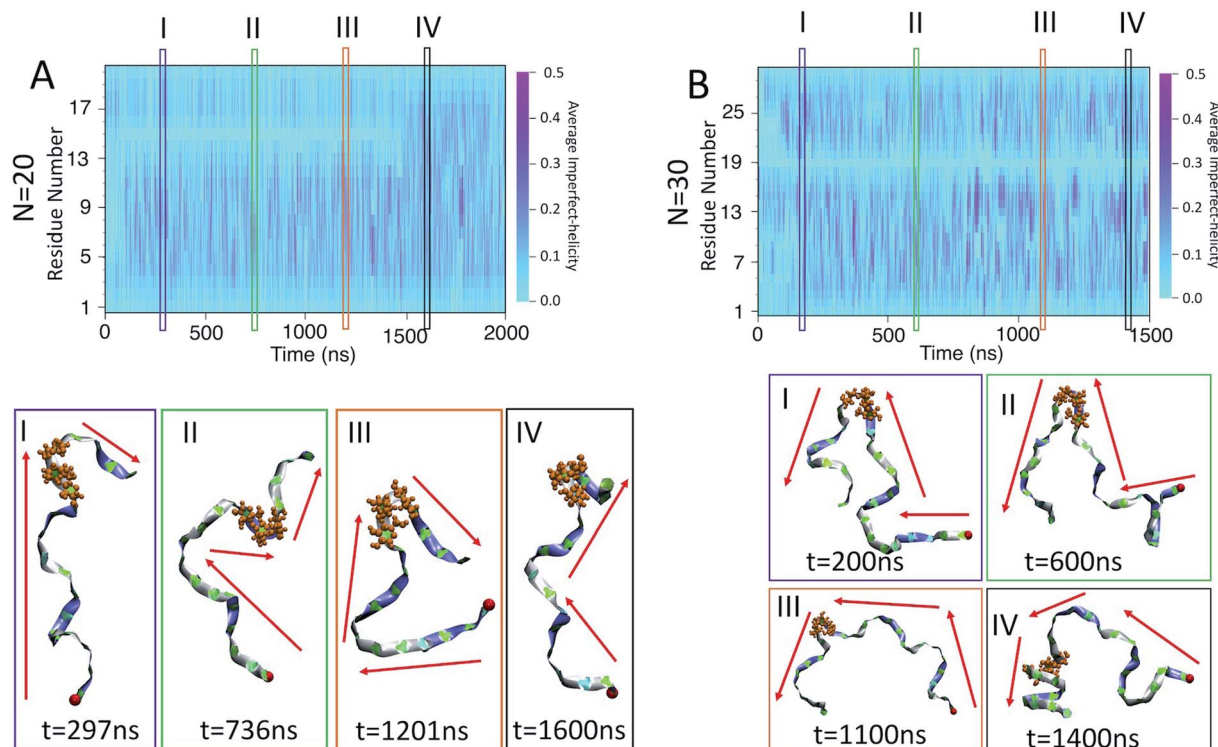 I II III IV
A
N=20
Residue Number
17
13
9
5
1
0 500 1000 1500 2000
Time (ns)
0.5
0.4
0.3
0.2
0.1
0.0
Average Imperfect-helicity
I II III IV
B
N=30
Residue Number
25
19
13
7
1
0 500 1000 1500
Time (ns)
0.5
0.4
0.3
0.2
0.1
0.0
Average Imperfect-helicity
I
t=297ns
II
t=736ns
III
t=1201ns
IV
t=1600ns
I
t=200ns
II
t=600ns
III
t=1100ns
IV
t=1400ns